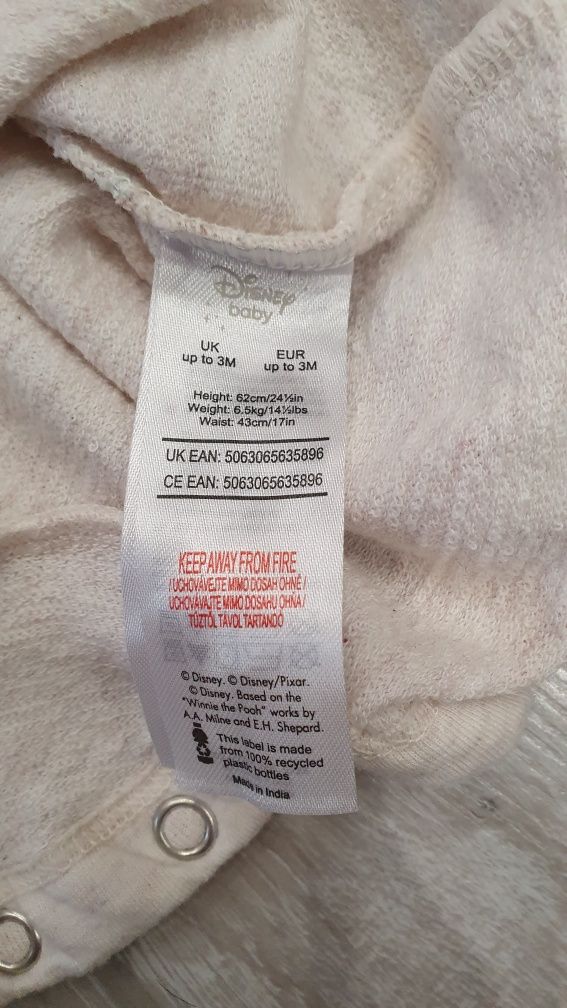 Disney
baby
UK
up to 3M
EUR
up to 3M
Height: 62cm/24½in
Weight: 6.5kg/14½lbs
Waist: 43cm/17in
UK EAN: 5063065635896
CE EAN: 5063065635896
KEEP AWAY FROM FIRE
/ UCHOVÁVEJTE MIMO DOSAH OHNĚ /
UCHOVÁVAJTE MIMO DOSAHU OHŇA /
TŰZTŐL TÁVOL TARTANDÓ
© Disney. © Disney/Pixar.
© Disney. Based on the
"Winnie the Pooh" works by
A.A. Milne and E.H. Shepard.
This label is made
from 100% recycled
plastic bottles
Made in India